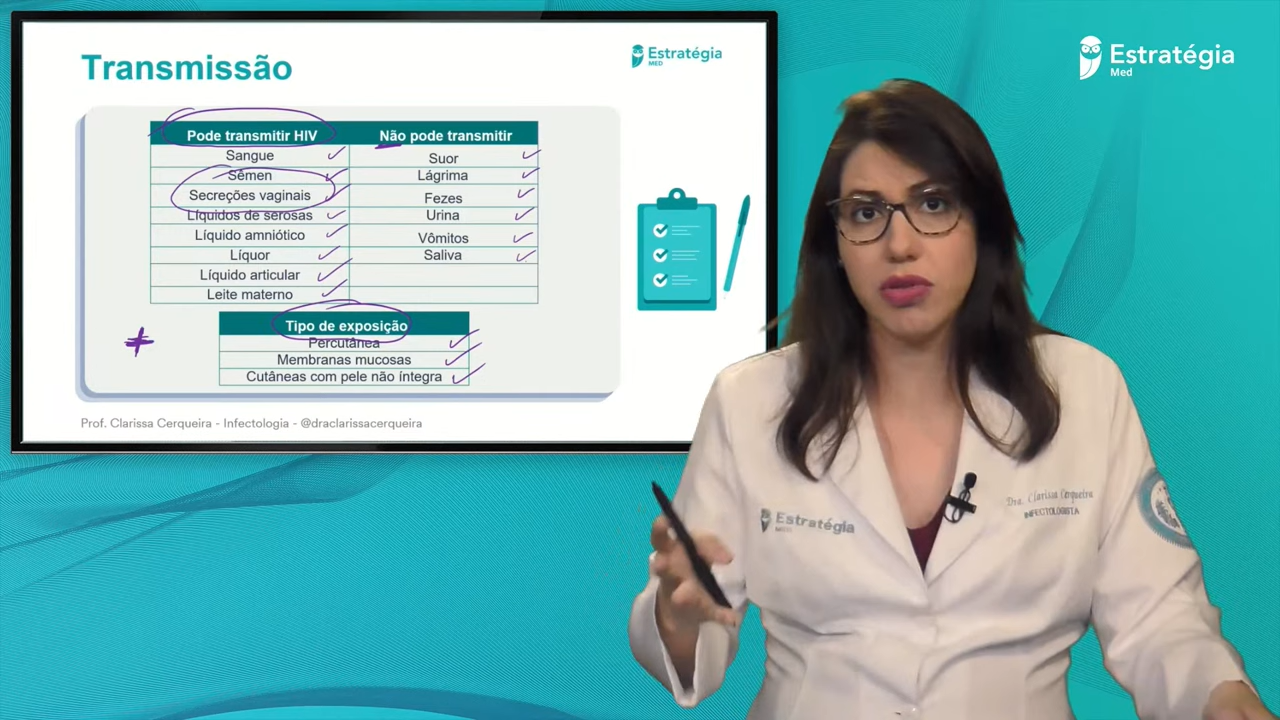 Transmissão
Estratégia
MED
Estratégia
Med
Pode transmitir HIV
Não pode transmitir
Sangue
Suor
Sêmen
Lágrima
Secreções vaginais
Fezes
Líquidos de serosas
Urina
Líquido amniótico
Vômitos
Líquor
Saliva
Líquido articular
Leite materno
Tipo de exposição
Percutânea
Membranas mucosas
Cutâneas com pele não íntegra
Prof. Clarissa Cerqueira - Infectologia - @draclarissacerqueira
Estratégia
MED
Dra. Clarissa Cerqueira
INFECTOLOGISTA